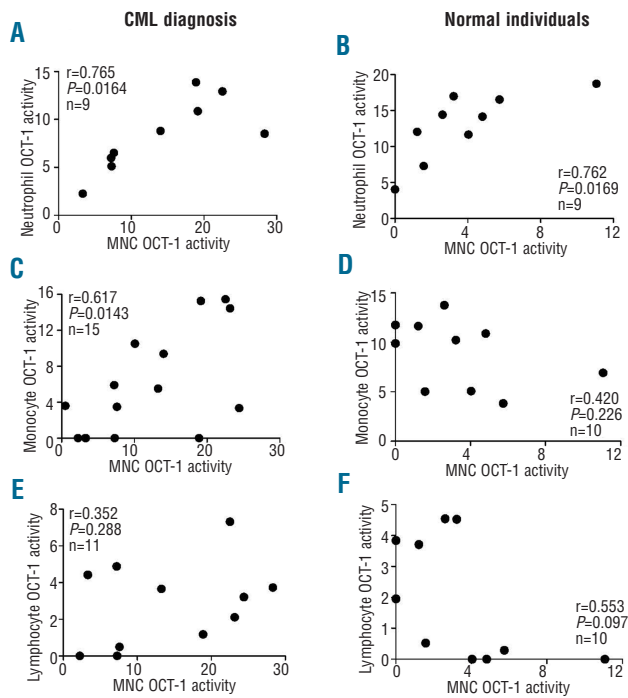 CML diagnosis
Normal individuals
A
r=0.765
P=0.0164
n=9
Neutrophil OCT-1 activity
15
10
5
0
0 10 20 30
MNC OCT-1 activity
B
r=0.762
P=0.0169
n=9
Neutrophil OCT-1 activity
20
15
10
5
0
0 4 8 12
MNC OCT-1 activity
C
r=0.617
P=0.0143
n=15
Monocyte OCT-1 activity
16
12
8
4
0
0 10 20 30
MNC OCT-1 activity
D
r=0.420
P=0.226
n=10
Monocyte OCT-1 activity
15
10
5
0
0 4 8 12
MNC OCT-1 activity
E
r=0.352
P=0.288
n=11
Lymphocyte OCT-1 activity
8
6
4
2
0
0 10 20 30
MNC OCT-1 activity
F
r=0.553
P=0.097
n=10
Lymphocyte OCT-1 activity
5
4
3
2
1
0
0 4 8 12
MNC OCT-1 activity